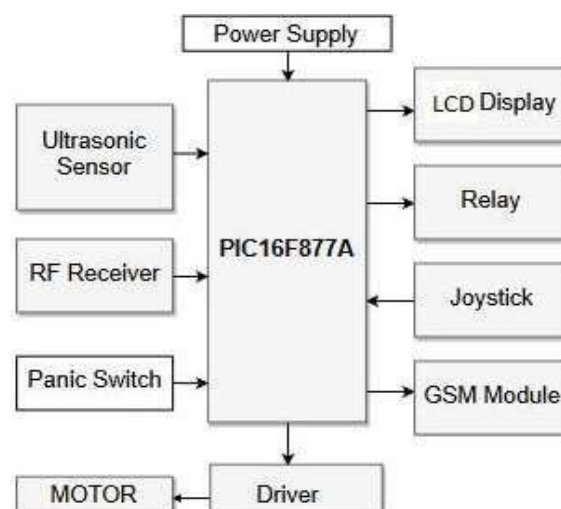 Power Supply
Ultrasonic
Sensor
RF Receiver
Panic Switch
PIC16F877A
LCD Display
Relay
Joystick
GSM Module
MOTOR
Driver